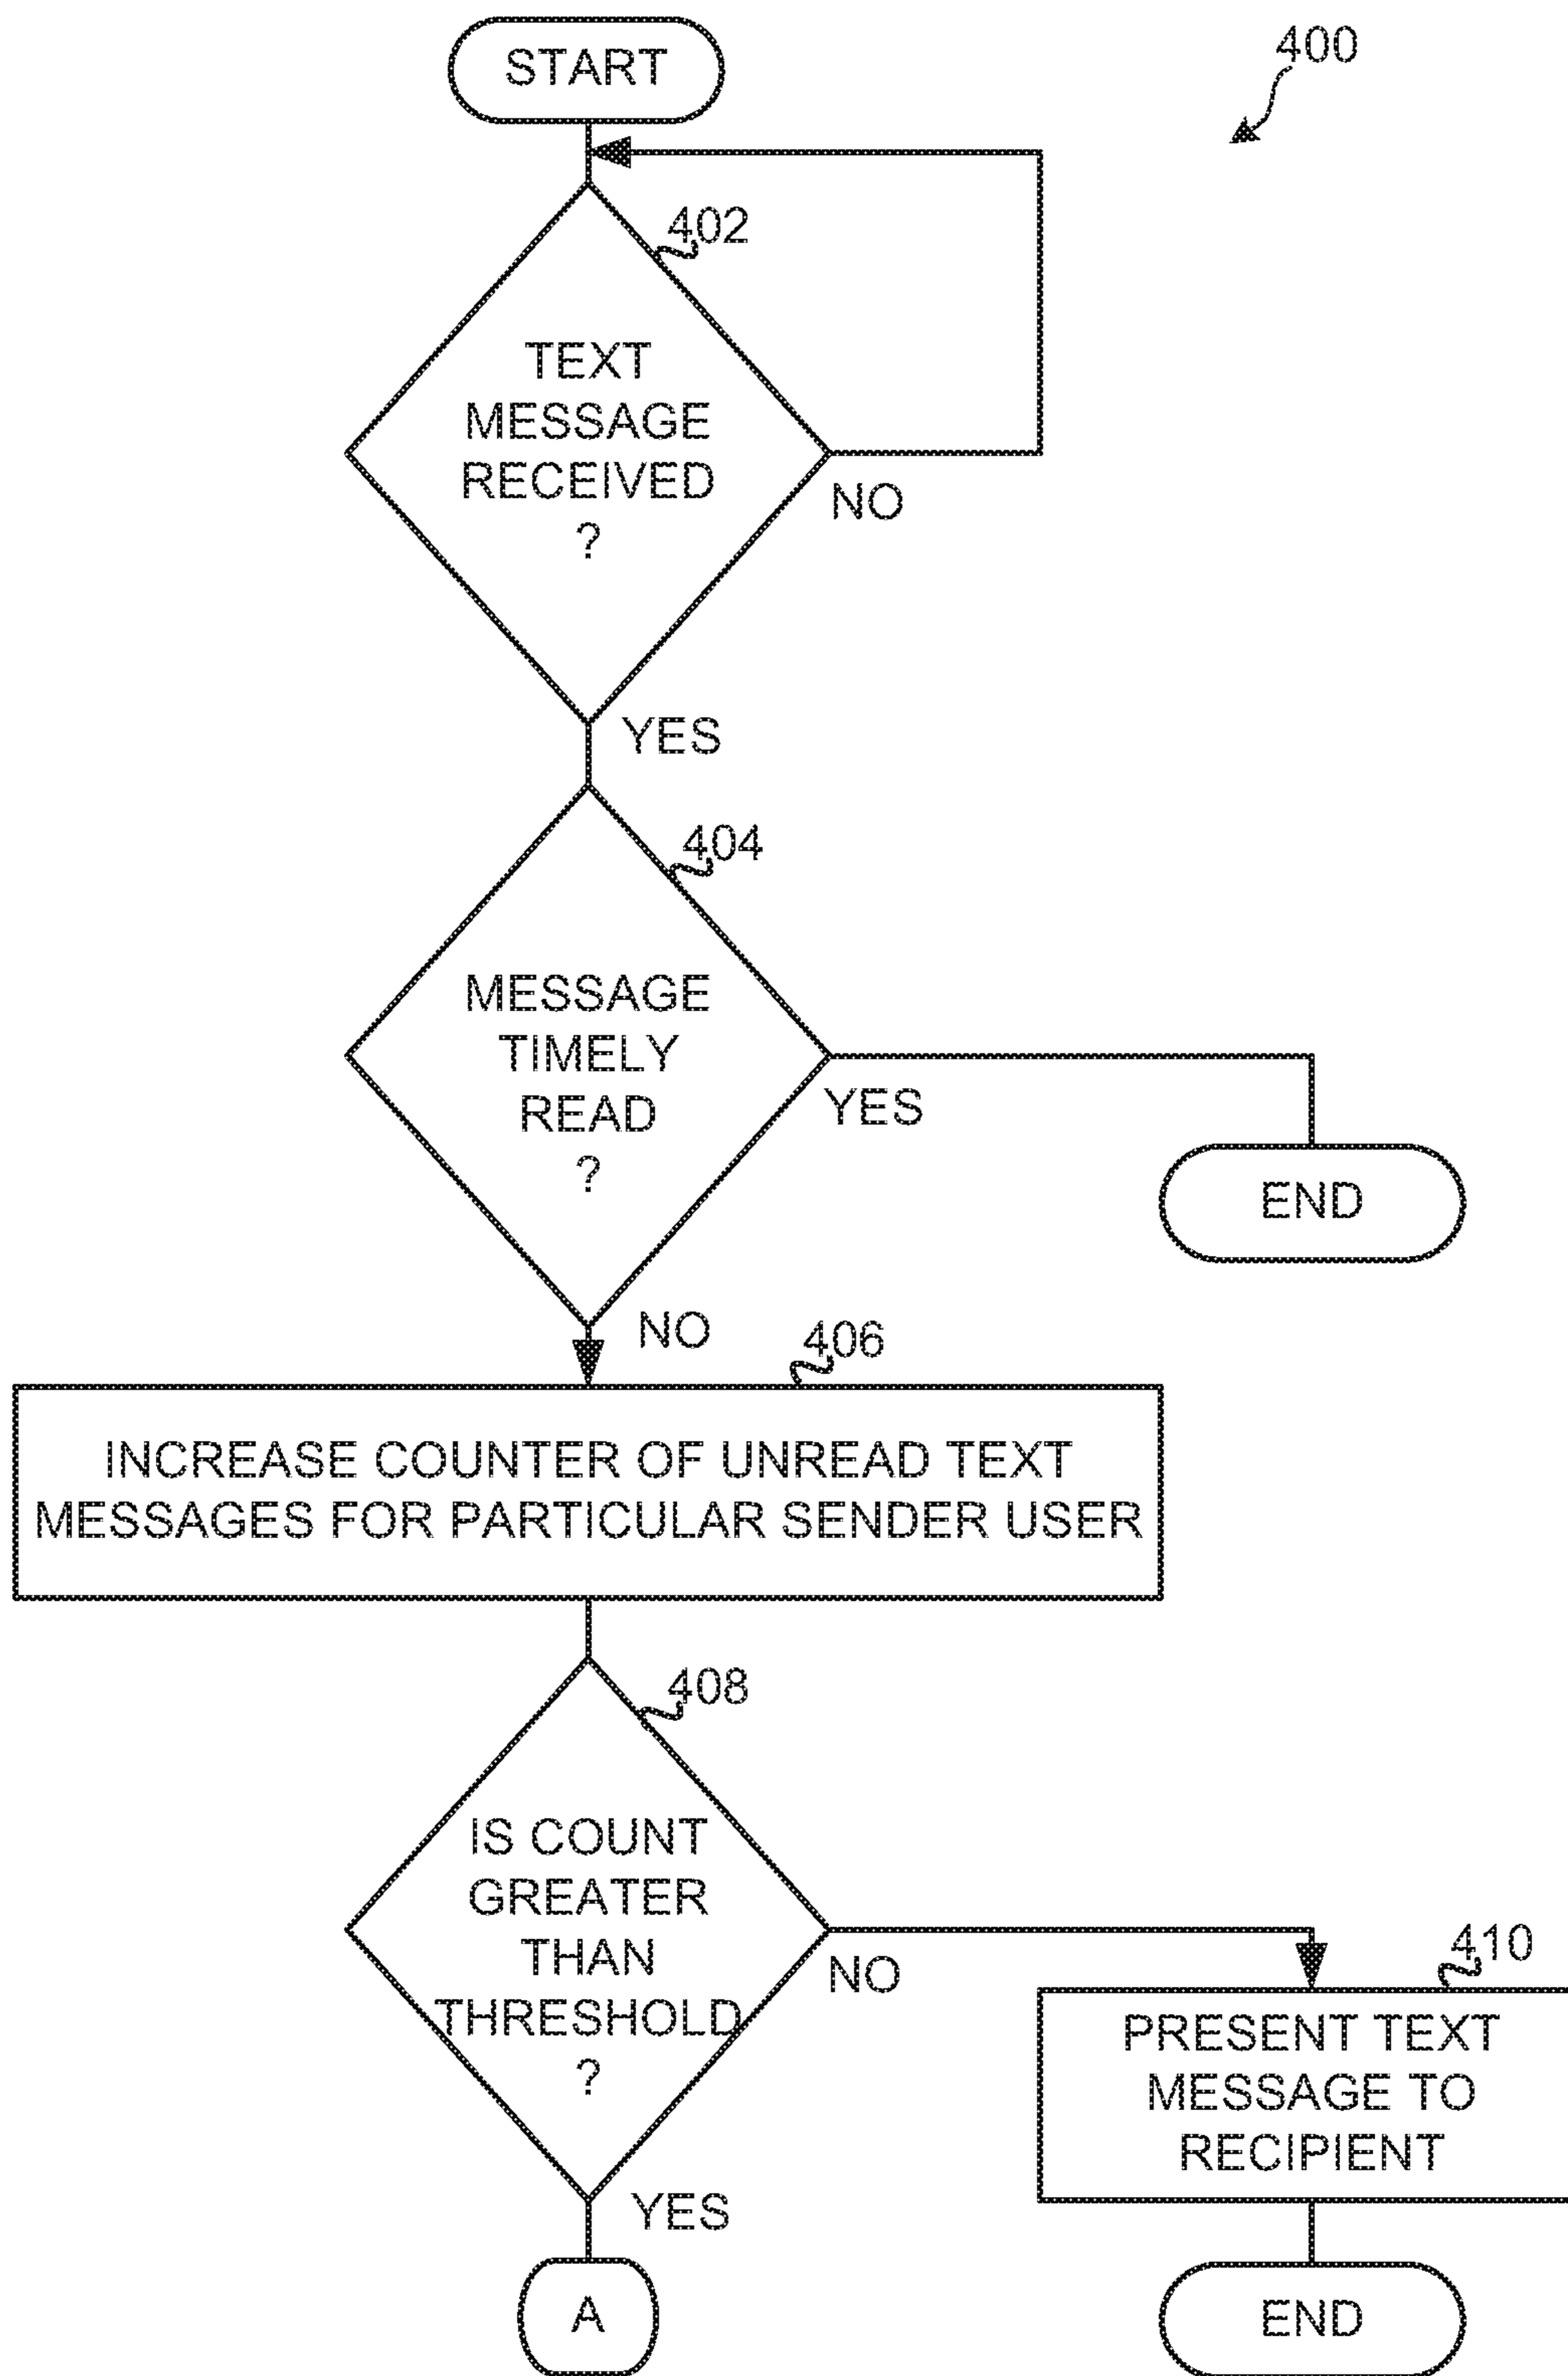 START
400
402
TEXT
MESSAGE
RECEIVED
?
NO
YES
404
MESSAGE
TIMELY
READ
?
YES
END
NO
406
INCREASE COUNTER OF UNREAD TEXT
MESSAGES FOR PARTICULAR SENDER USER
408
IS COUNT
GREATER
THAN
THRESHOLD
?
NO
410
PRESENT TEXT
MESSAGE TO
RECIPIENT
YES
A
END